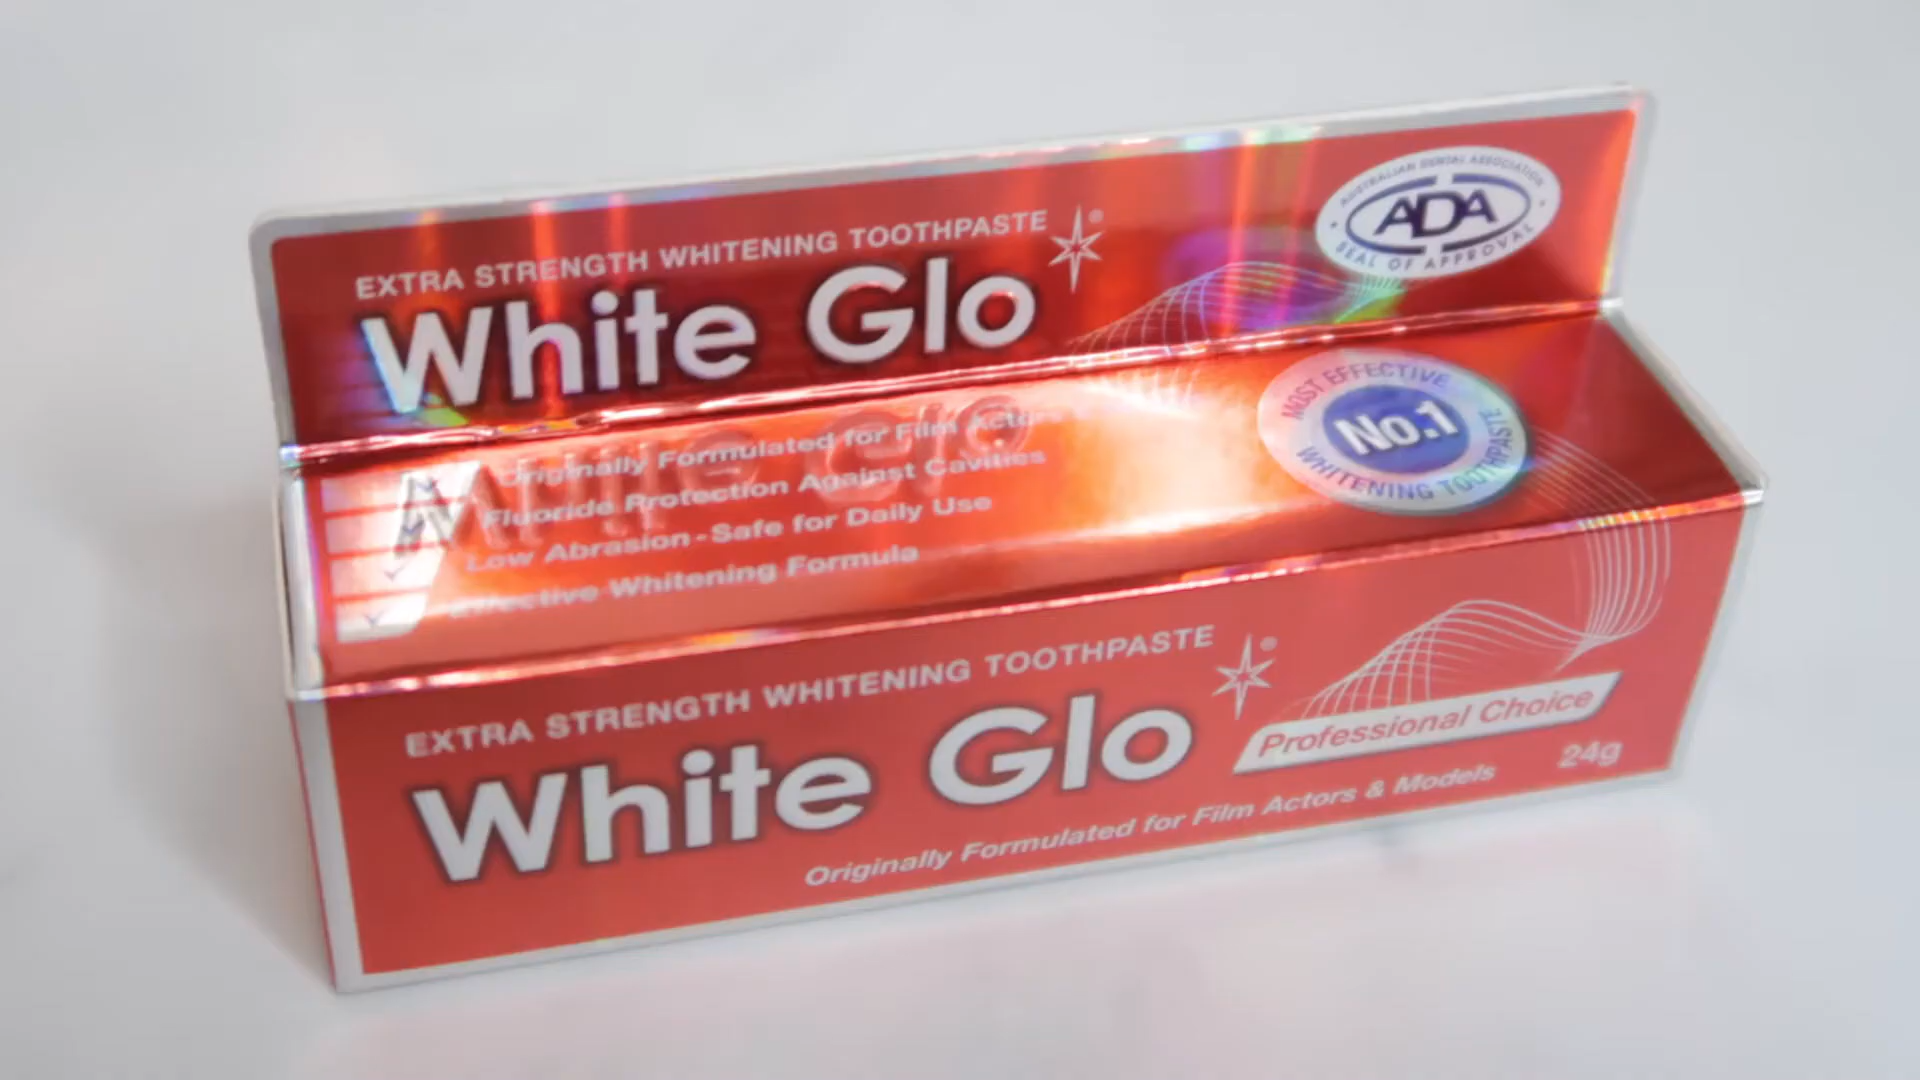 EXTRA STRENGTH WHITENING TOOTHPASTE
White Glo®
AUSTRALIAN DENTAL ASSOCIATION
ADA
SEAL OF APPROVAL
Originally Formulated for Film
Fluoride Protection Against Cavities
Low Abrasion - Safe for Daily Use
Effective Whitening Formula
MOST EFFECTIVE
No.1
WHITENING TOOTHPASTE
EXTRA STRENGTH WHITENING TOOTHPASTE
White Glo®
Professional Choice
24g
Originally Formulated for Film Actors & Models